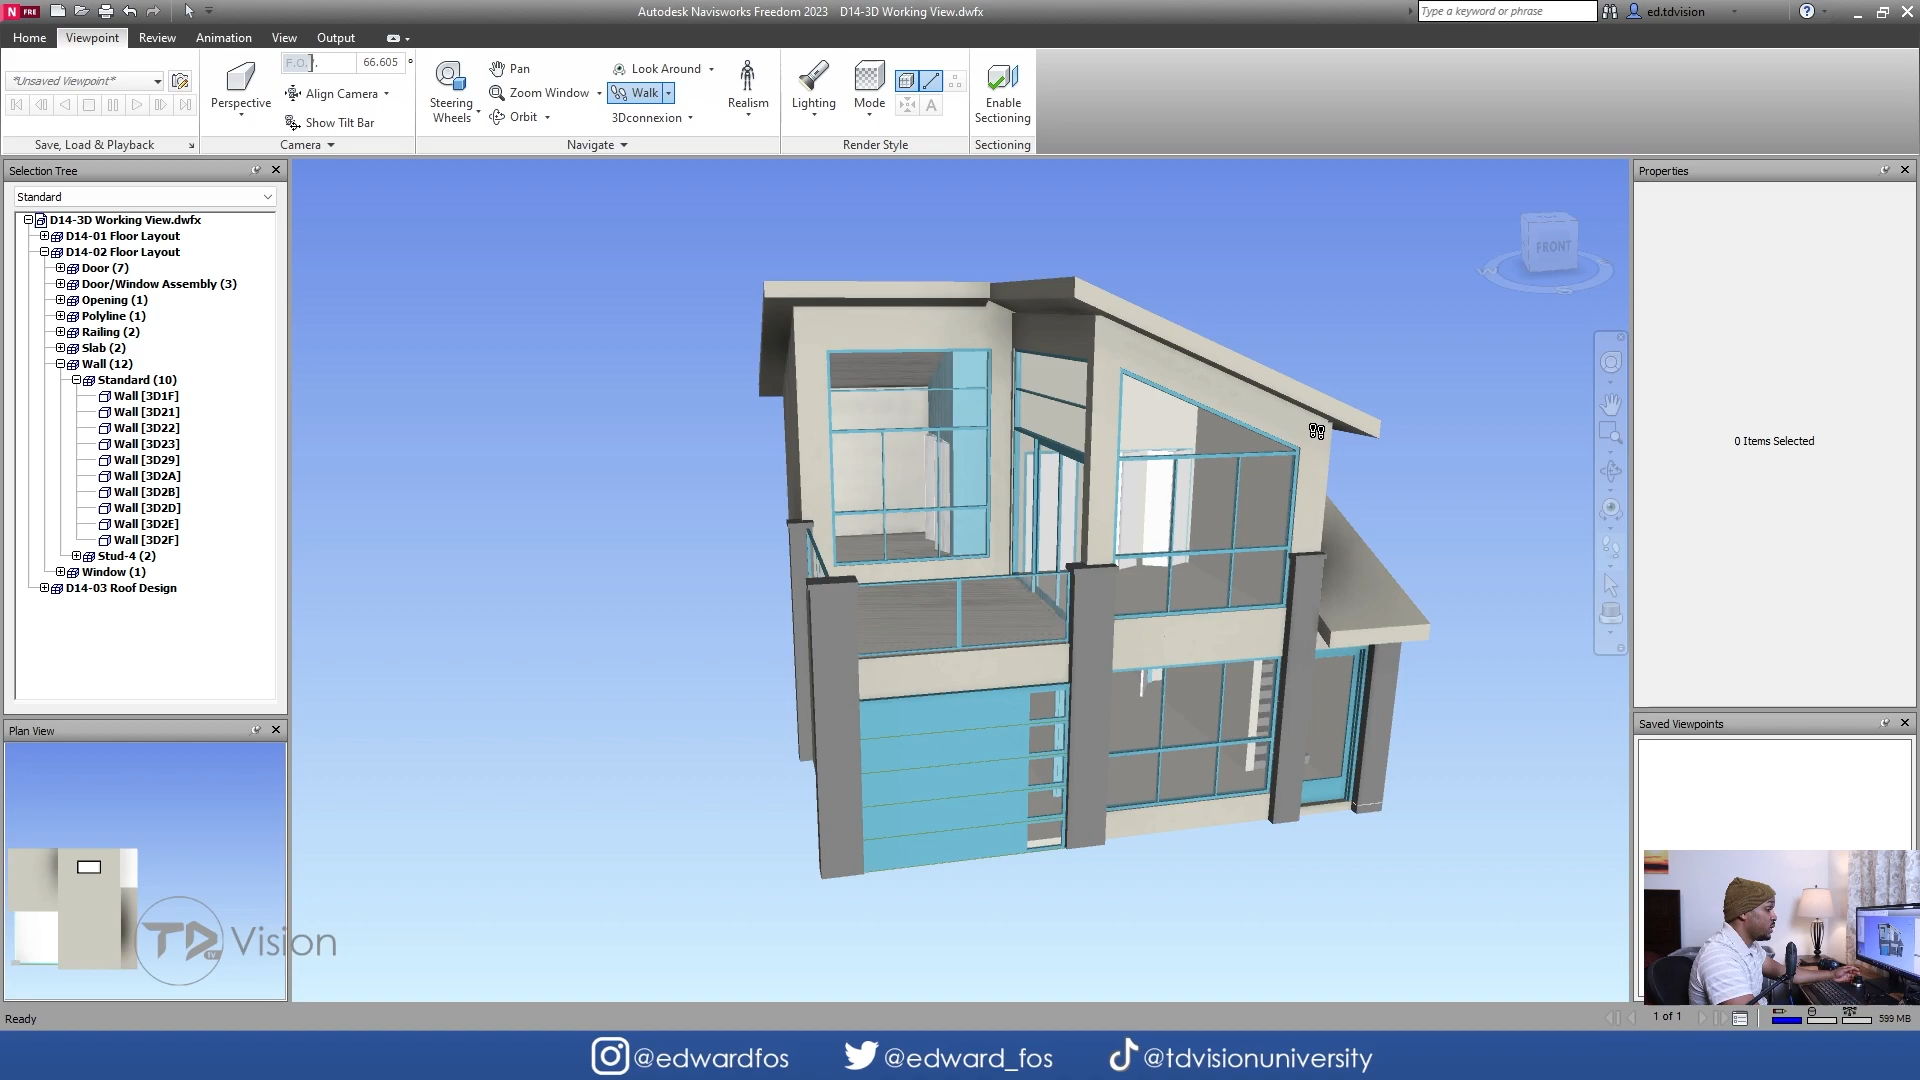 N FRE
Autodesk Navisworks Freedom 2023 D14-3D Working View.dwfx
Type a keyword or phrase
ed.tdvision
Home Viewpoint Review Animation View Output
*Unsaved Viewpoint*
Save, Load & Playback
Perspective
F.O.V.
66.605 °
Align Camera
Show Tilt Bar
Camera
Steering
Wheels
Pan
Zoom Window
Orbit
Look Around
Walk
3Dconnexion
Realism
Navigate
Lighting
Mode
A
Render Style
Enable
Sectioning
Sectioning
Selection Tree
Standard
D14-3D Working View.dwfx
D14-01 Floor Layout
D14-02 Floor Layout
Door (7)
Door/Window Assembly (3)
Opening (1)
Polyline (1)
Railing (2)
Slab (2)
Wall (12)
Standard (10)
Wall [3D1F]
Wall [3D21]
Wall [3D22]
Wall [3D23]
Wall [3D29]
Wall [3D2A]
Wall [3D2B]
Wall [3D2D]
Wall [3D2E]
Wall [3D2F]
Stud-4 (2)
Window (1)
D14-03 Roof Design
Plan View
TD Vision
TV
FRONT
W
S
Properties
0 Items Selected
Saved Viewpoints
Ready
1 of 1
599 MB
@edwardfos @edward_fos @tdvisionuniversity